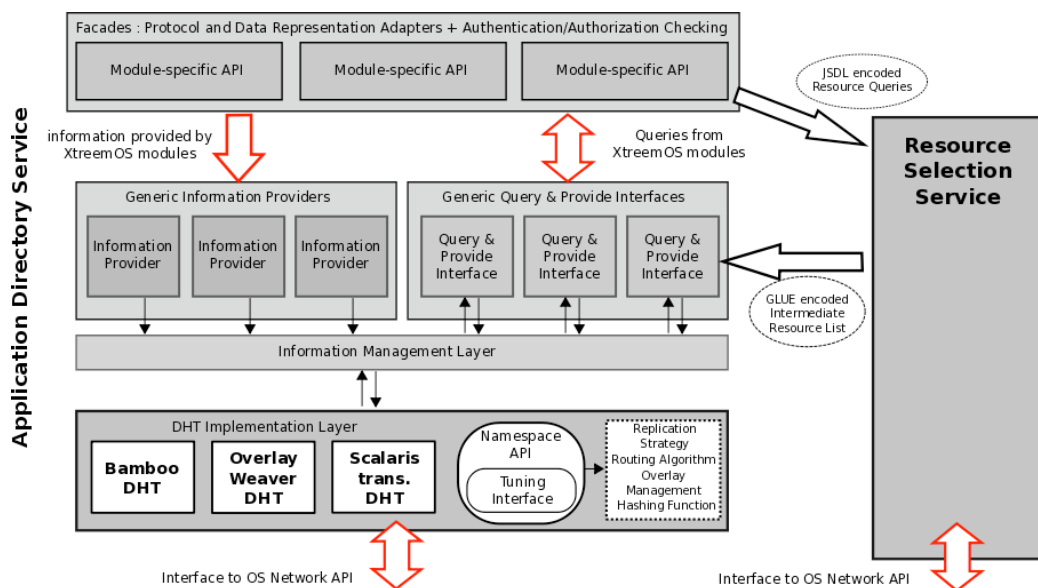 Facades : Protocol and Data Representation Adapters + Authentication/Authorization Checking
Module-specific API
Module-specific API
Module-specific API
JSDL encoded
Resource Queries
information provided by
XtreemOS modules
Queries from
XtreemOS modules
Application Directory Service
Resource
Selection
Service
Generic Information Providers
Information
Provider
Information
Provider
Information
Provider
Generic Query & Provide Interfaces
Query &
Provide
Interface
Query &
Provide
Interface
Query &
Provide
Interface
GLUE encoded
Intermediate
Resource List
Information Management Layer
DHT Implementation Layer
Bamboo
DHT
Overlay
Weaver
DHT
Scalaris
trans.
DHT
Namespace
API
Tuning
Interface
Replication
Strategy
Routing Algorithm
Overlay
Management
Hashing Function
Interface to OS Network API
Interface to OS Network API